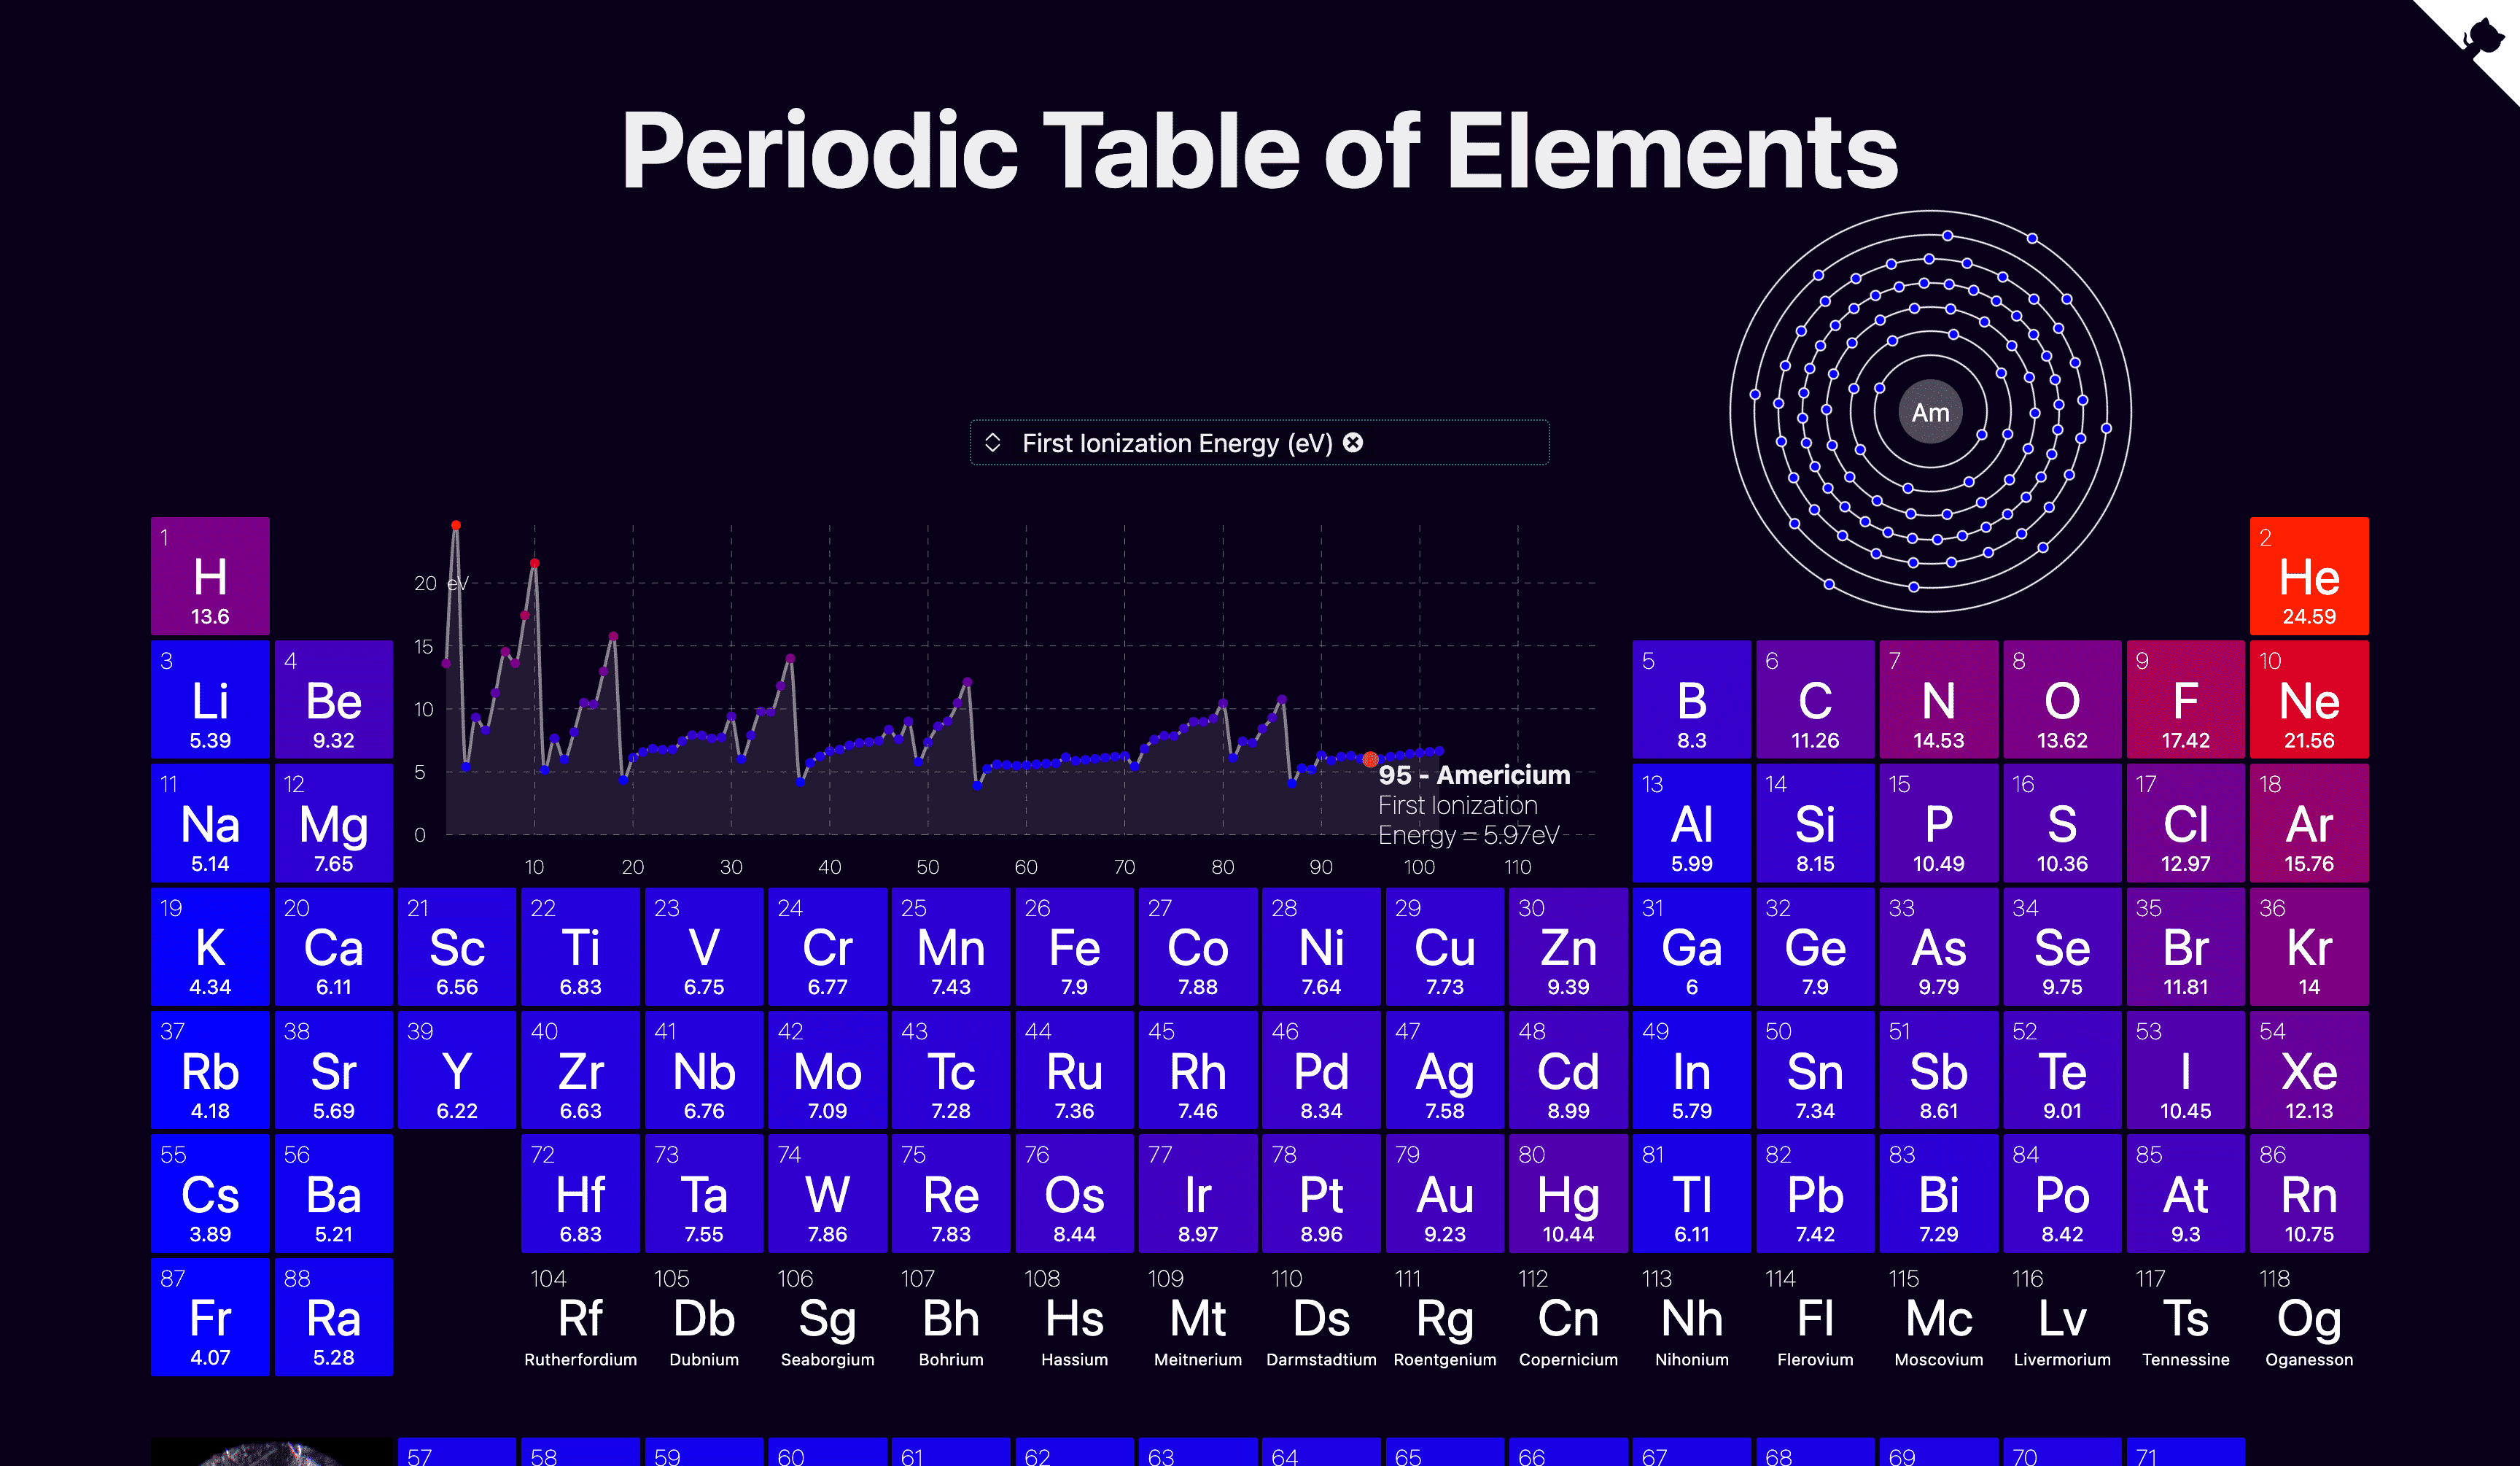 Periodic Table of Elements
Am
First Ionization Energy (eV)
20 eV
15
10
5
0
10 20 30 40 50 60 70 80 90 100 110
95 - Americium
First Ionization
Energy = 5.97eV
1 H 13.6
2 He 24.59
3 Li 5.39
4 Be 9.32
5 B 8.3
6 C 11.26
7 N 14.53
8 O 13.62
9 F 17.42
10 Ne 21.56
11 Na 5.14
12 Mg 7.65
13 Al 5.99
14 Si 8.15
15 P 10.49
16 S 10.36
17 Cl 12.97
18 Ar 15.76
19 K 4.34
20 Ca 6.11
21 Sc 6.56
22 Ti 6.83
23 V 6.75
24 Cr 6.77
25 Mn 7.43
26 Fe 7.9
27 Co 7.88
28 Ni 7.64
29 Cu 7.73
30 Zn 9.39
31 Ga 6
32 Ge 7.9
33 As 9.79
34 Se 9.75
35 Br 11.81
36 Kr 14
37 Rb 4.18
38 Sr 5.69
39 Y 6.22
40 Zr 6.63
41 Nb 6.76
42 Mo 7.09
43 Tc 7.28
44 Ru 7.36
45 Rh 7.46
46 Pd 8.34
47 Ag 7.58
48 Cd 8.99
49 In 5.79
50 Sn 7.34
51 Sb 8.61
52 Te 9.01
53 I 10.45
54 Xe 12.13
55 Cs 3.89
56 Ba 5.21
72 Hf 6.83
73 Ta 7.55
74 W 7.86
75 Re 7.83
76 Os 8.44
77 Ir 8.97
78 Pt 8.96
79 Au 9.23
80 Hg 10.44
81 Tl 6.11
82 Pb 7.42
83 Bi 7.29
84 Po 8.42
85 At 9.3
86 Rn 10.75
87 Fr 4.07
88 Ra 5.28
104 Rf Rutherfordium
105 Db Dubnium
106 Sg Seaborgium
107 Bh Bohrium
108 Hs Hassium
109 Mt Meitnerium
110 Ds Darmstadtium
111 Rg Roentgenium
112 Cn Copernicium
113 Nh Nihonium
114 Fl Flerovium
115 Mc Moscovium
116 Lv Livermorium
117 Ts Tennessine
118 Og Oganesson
57 58 59 60 61 62 63 64 65 66 67 68 69 70 71